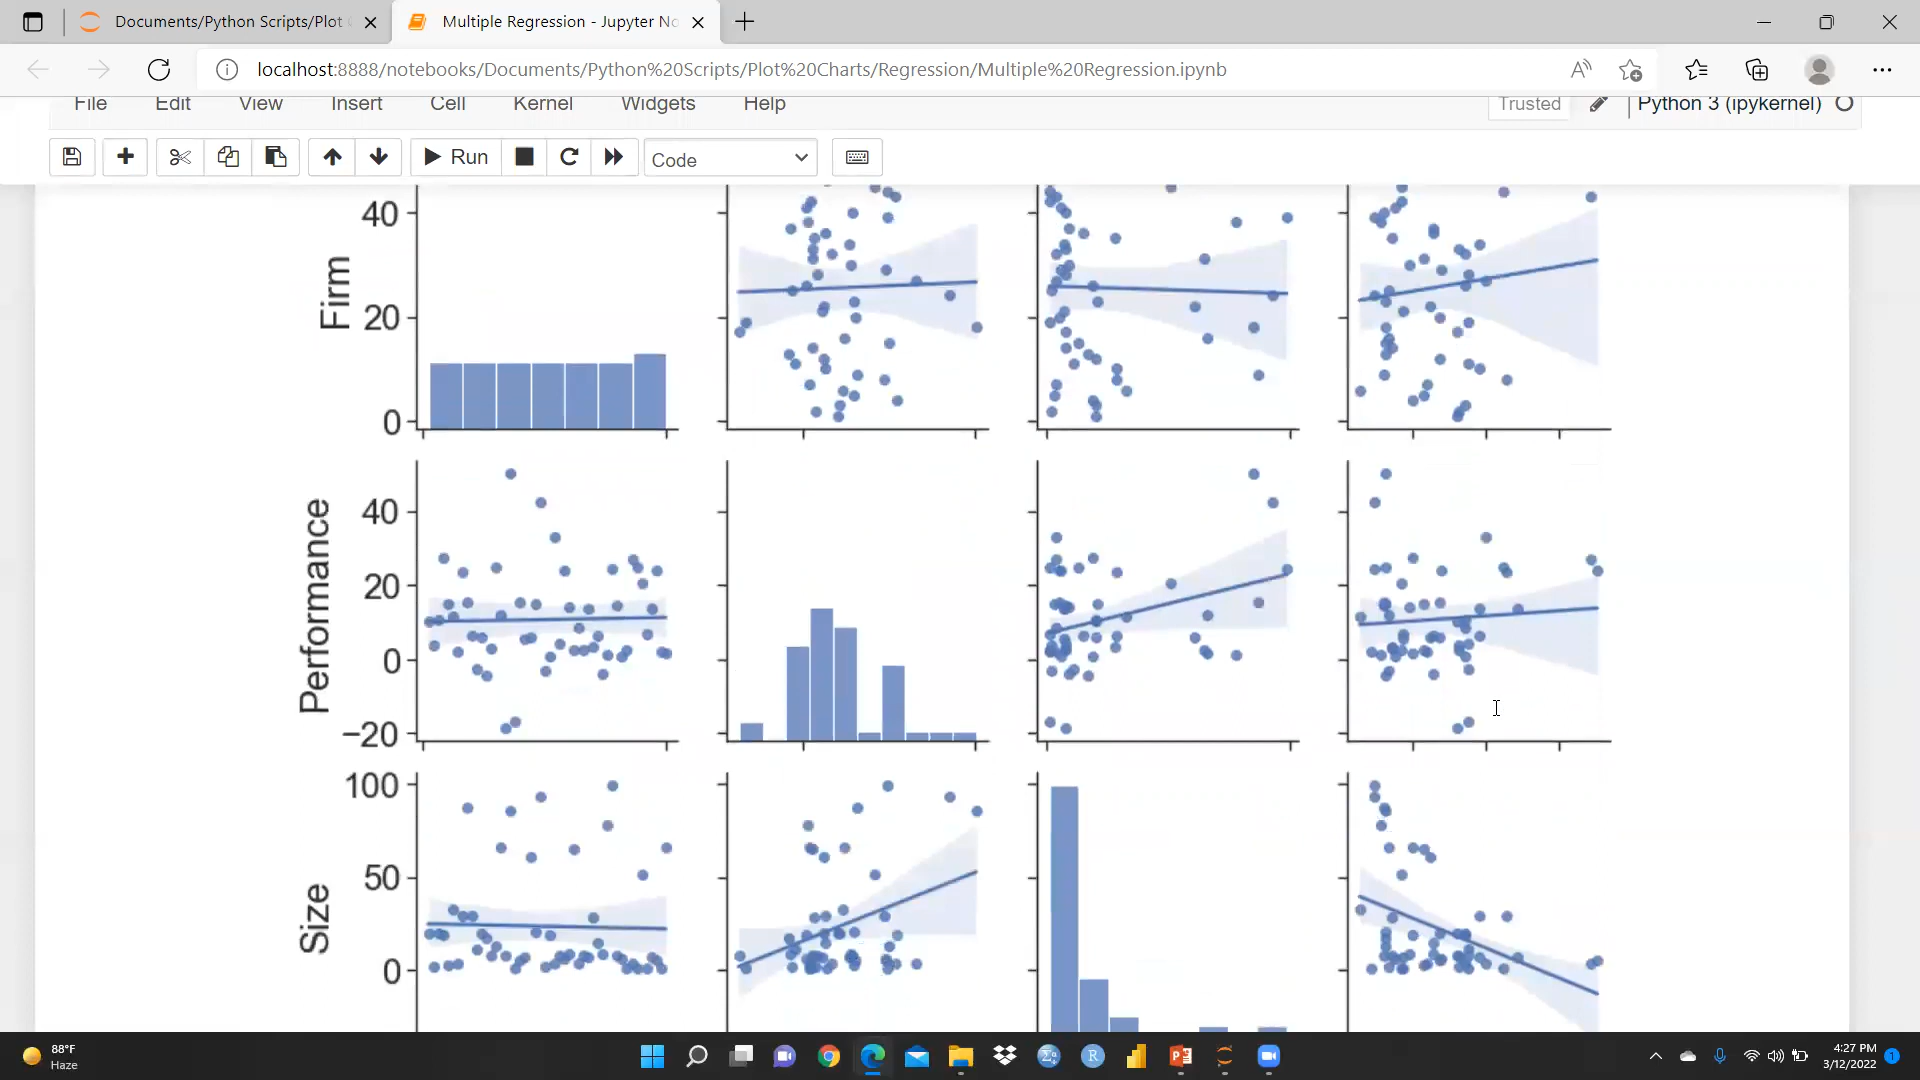 Documents/Python Scripts/Plot
Multiple Regression - Jupyter No
localhost:8888/notebooks/Documents/Python%20Scripts/Plot%20Charts/Regression/Multiple%20Regression.ipynb
File Edit View Insert Cell Kernel Widgets Help
Trusted
Python 3 (ipykernel)
Run
Code
40
Firm
20
0
40
Performance
20
0
−20
100
50
Size
0
88°F
Haze
4:27 PM
3/12/2022
1